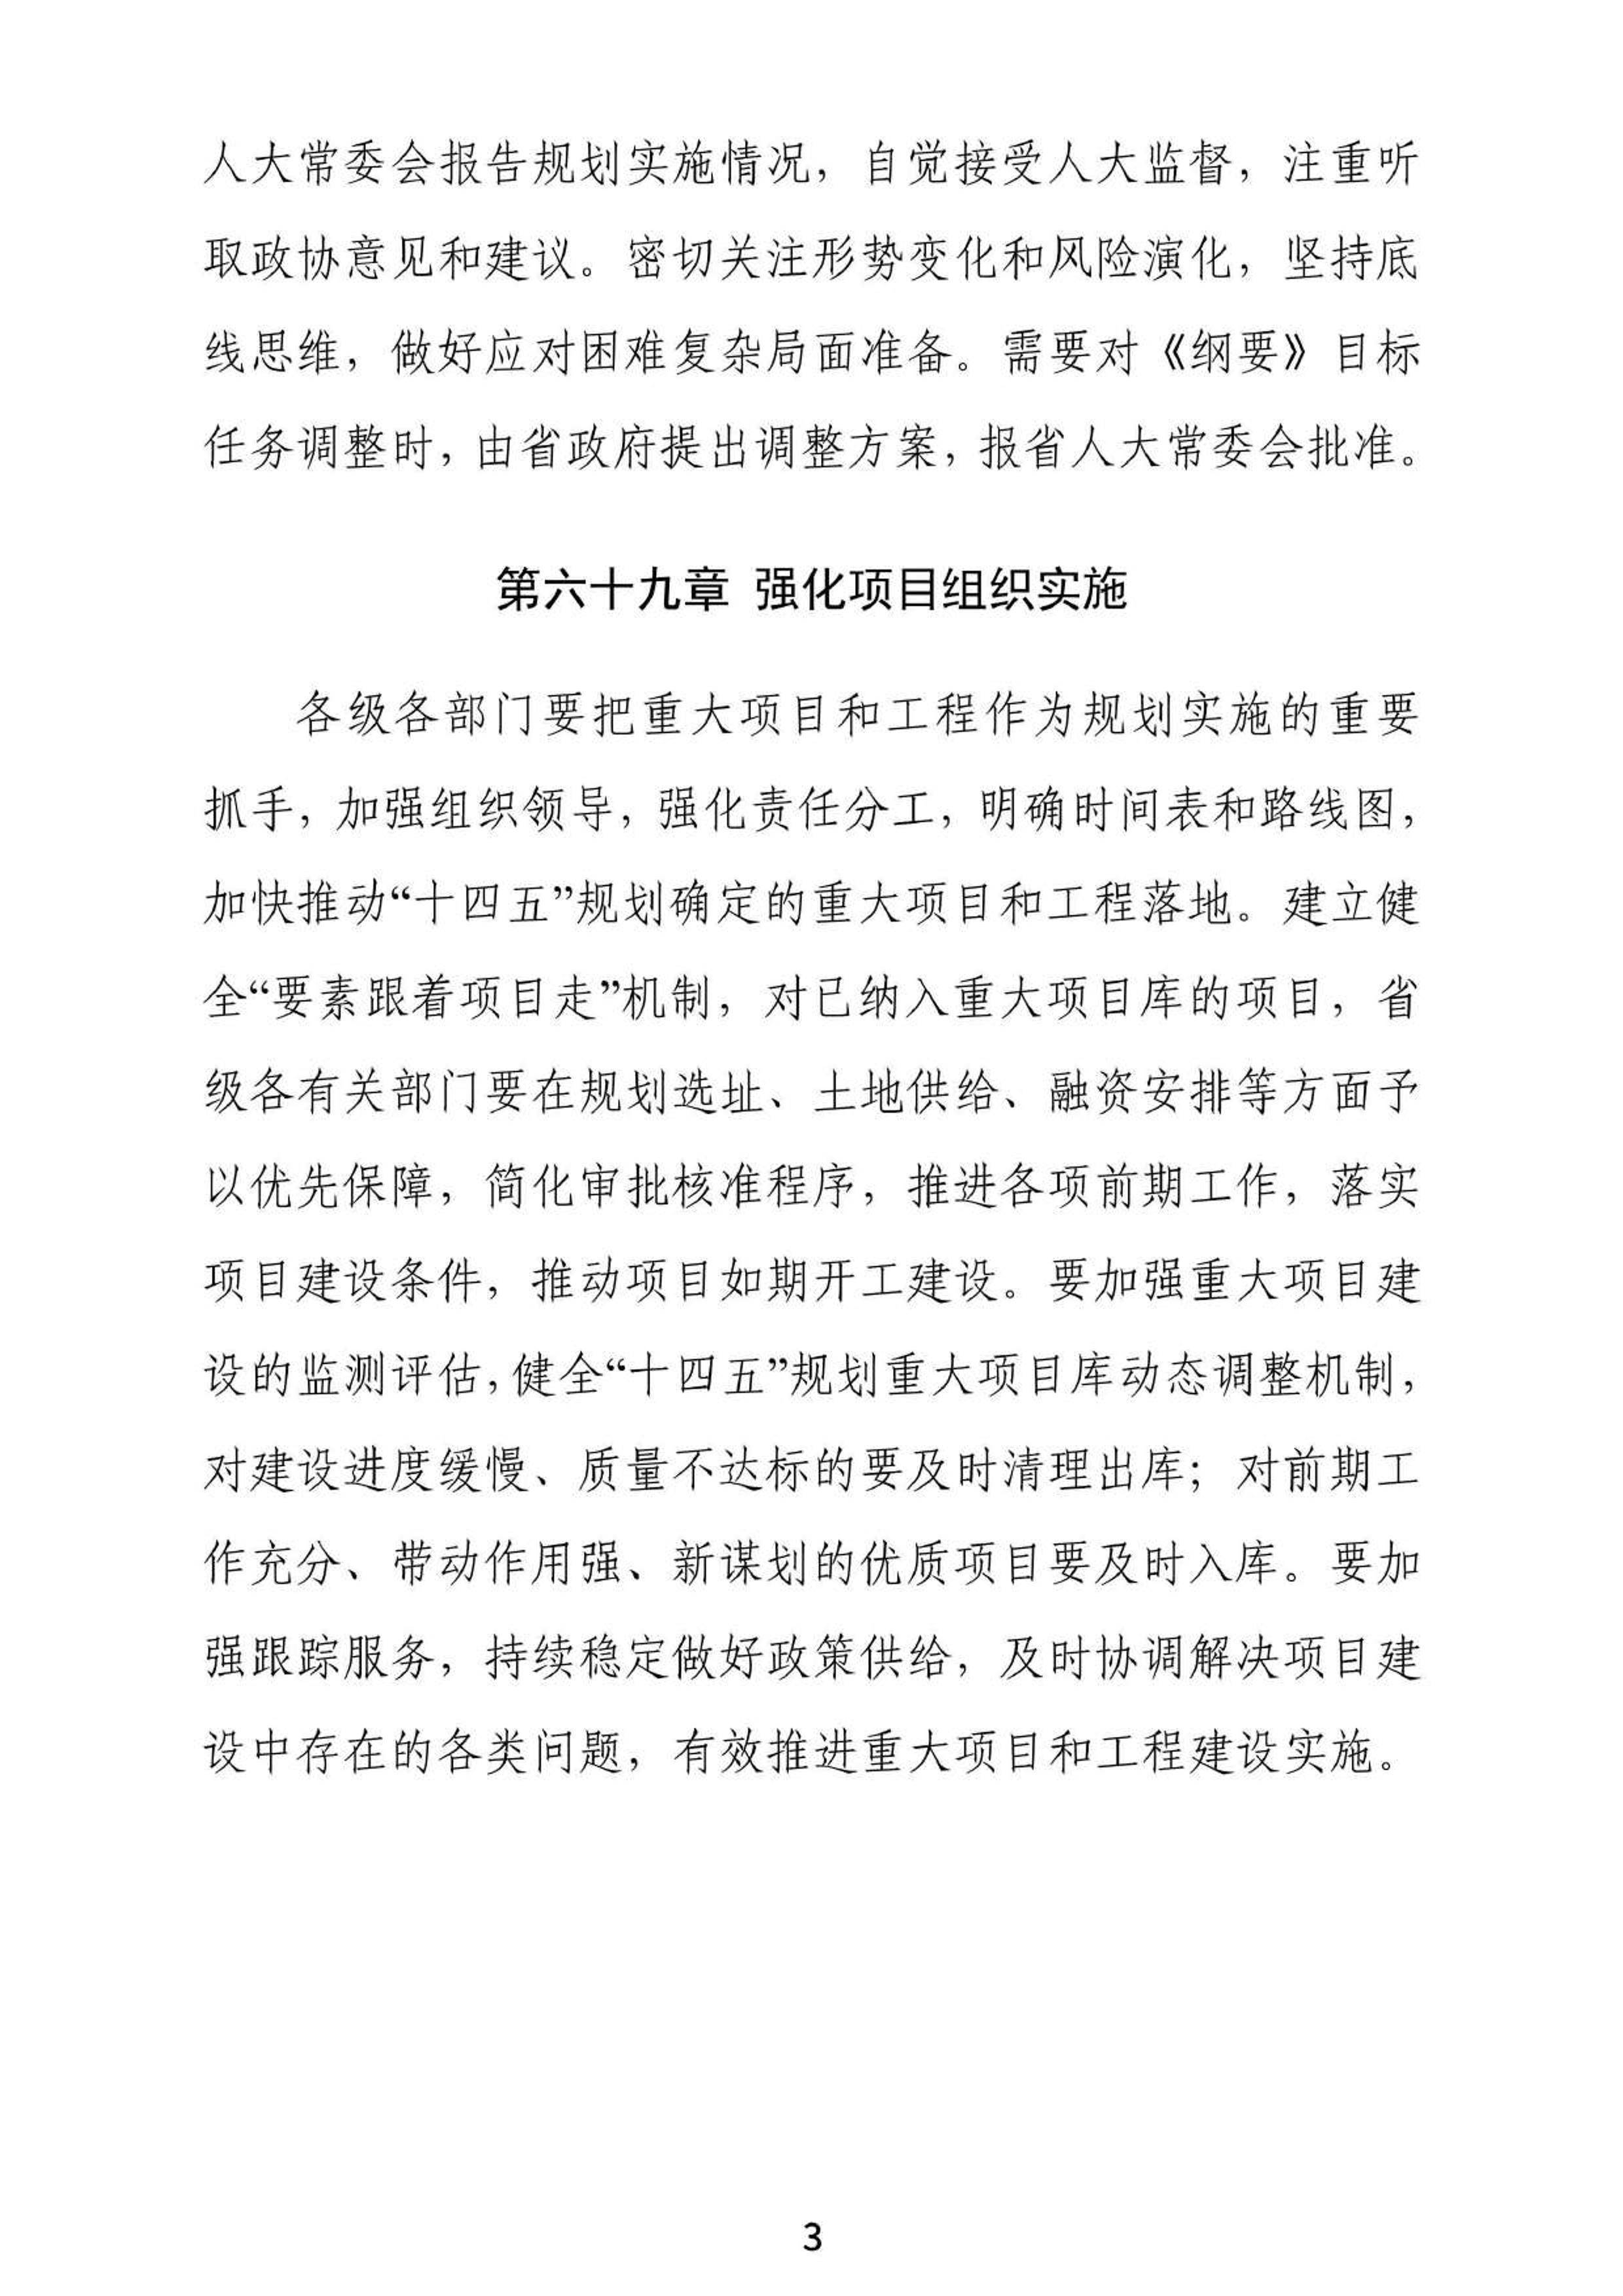 人大常委会报告规划实施情况，自觉接受人大监督，注重听
取政协意见和建议。密切关注形势变化和风险演化，坚持底
线思维，做好应对困难复杂局面准备。需要对《纲要》目标
任务调整时，由省政府提出调整方案，报省人大常委会批准。
第六十九章 强化项目组织实施
各级各部门要把重大项目和工程作为规划实施的重要
抓手，加强组织领导，强化责任分工，明确时间表和路线图，
加快推动“十四五”规划确定的重大项目和工程落地。建立健
全“要素跟着项目走”机制，对已纳入重大项目库的项目，省
级各有关部门要在规划选址、土地供给、融资安排等方面予
以优先保障，简化审批核准程序，推进各项前期工作，落实
项目建设条件，推动项目如期开工建设。要加强重大项目建
设的监测评估，健全“十四五”规划重大项目库动态调整机制，
对建设进度缓慢、质量不达标的要及时清理出库；对前期工
作充分、带动作用强、新谋划的优质项目要及时入库。要加
强跟踪服务，持续稳定做好政策供给，及时协调解决项目建
设中存在的各类问题，有效推进重大项目和工程建设实施。
3